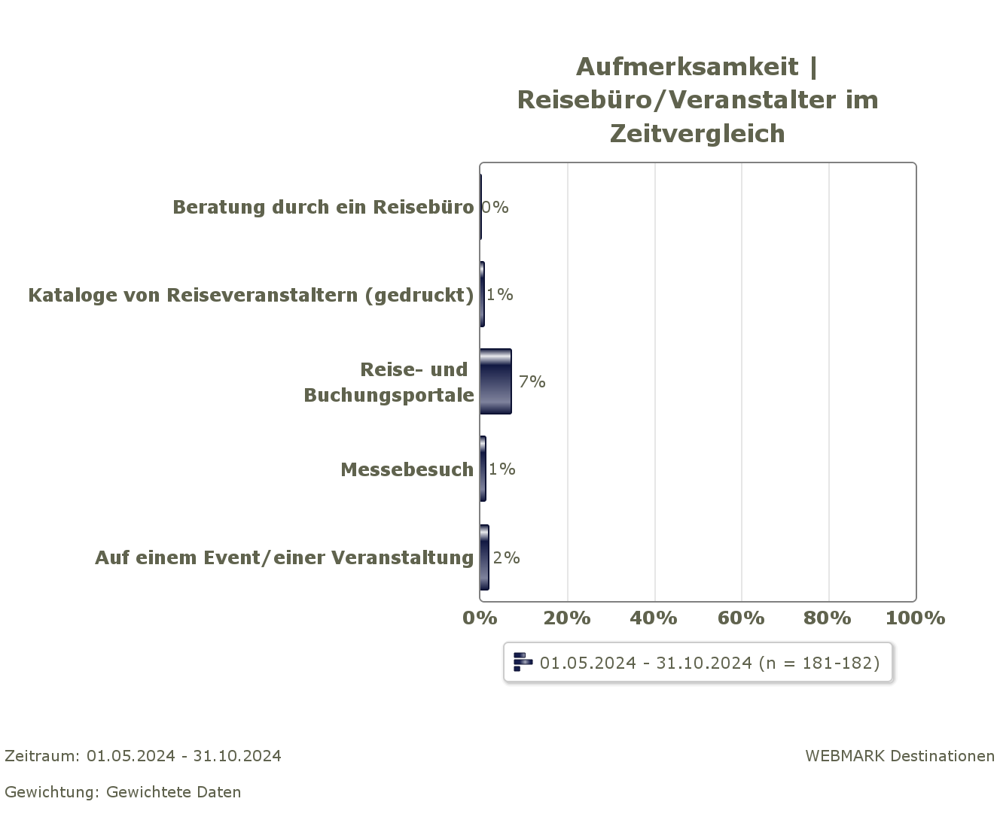 Aufmerksamkeit |
Reisebüro/Veranstalter im
Zeitvergleich
Beratung durch ein Reisebüro 0%
Kataloge von Reiseveranstaltern (gedruckt) 1%
Reise- und
Buchungsportale 7%
Messebesuch 1%
Auf einem Event/einer Veranstaltung 2%
0% 20% 40% 60% 80% 100%
01.05.2024 - 31.10.2024 (n = 181-182)
Zeitraum: 01.05.2024 - 31.10.2024 WEBMARK Destinationen
Gewichtung: Gewichtete Daten